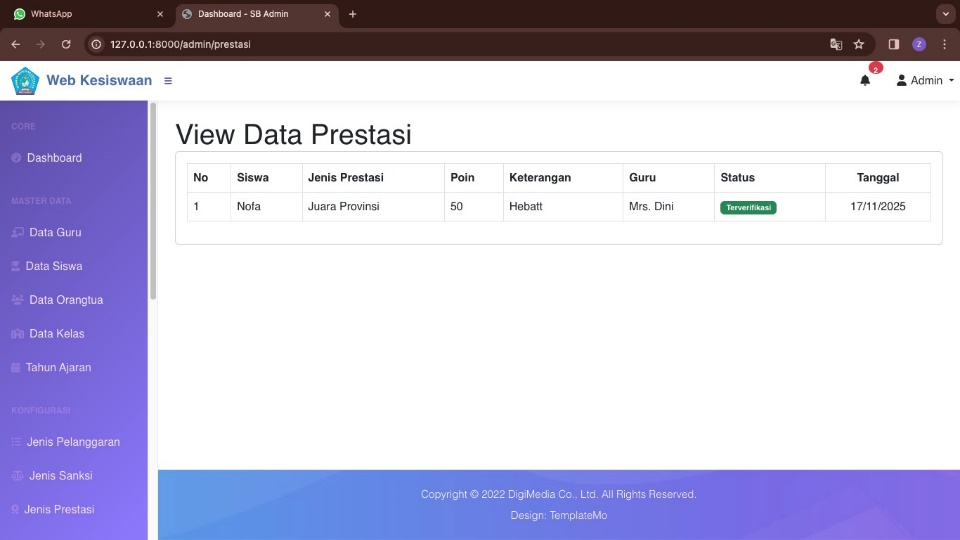 WhatsApp
Dashboard - SB Admin
127.0.0.1:8000/admin/prestasi
Z
Web Kesiswaan
2
Admin
CORE
Dashboard
MASTER DATA
Data Guru
Data Siswa
Data Orangtua
Data Kelas
Tahun Ajaran
KONFIGURASI
Jenis Pelanggaran
Jenis Sanksi
Jenis Prestasi
View Data Prestasi
No Siswa Jenis Prestasi Poin Keterangan Guru Status Tanggal
1 Nofa Juara Provinsi 50 Hebatt Mrs. Dini Terverifikasi 17/11/2025
Copyright © 2022 DigiMedia Co., Ltd. All Rights Reserved.
Design: TemplateMo